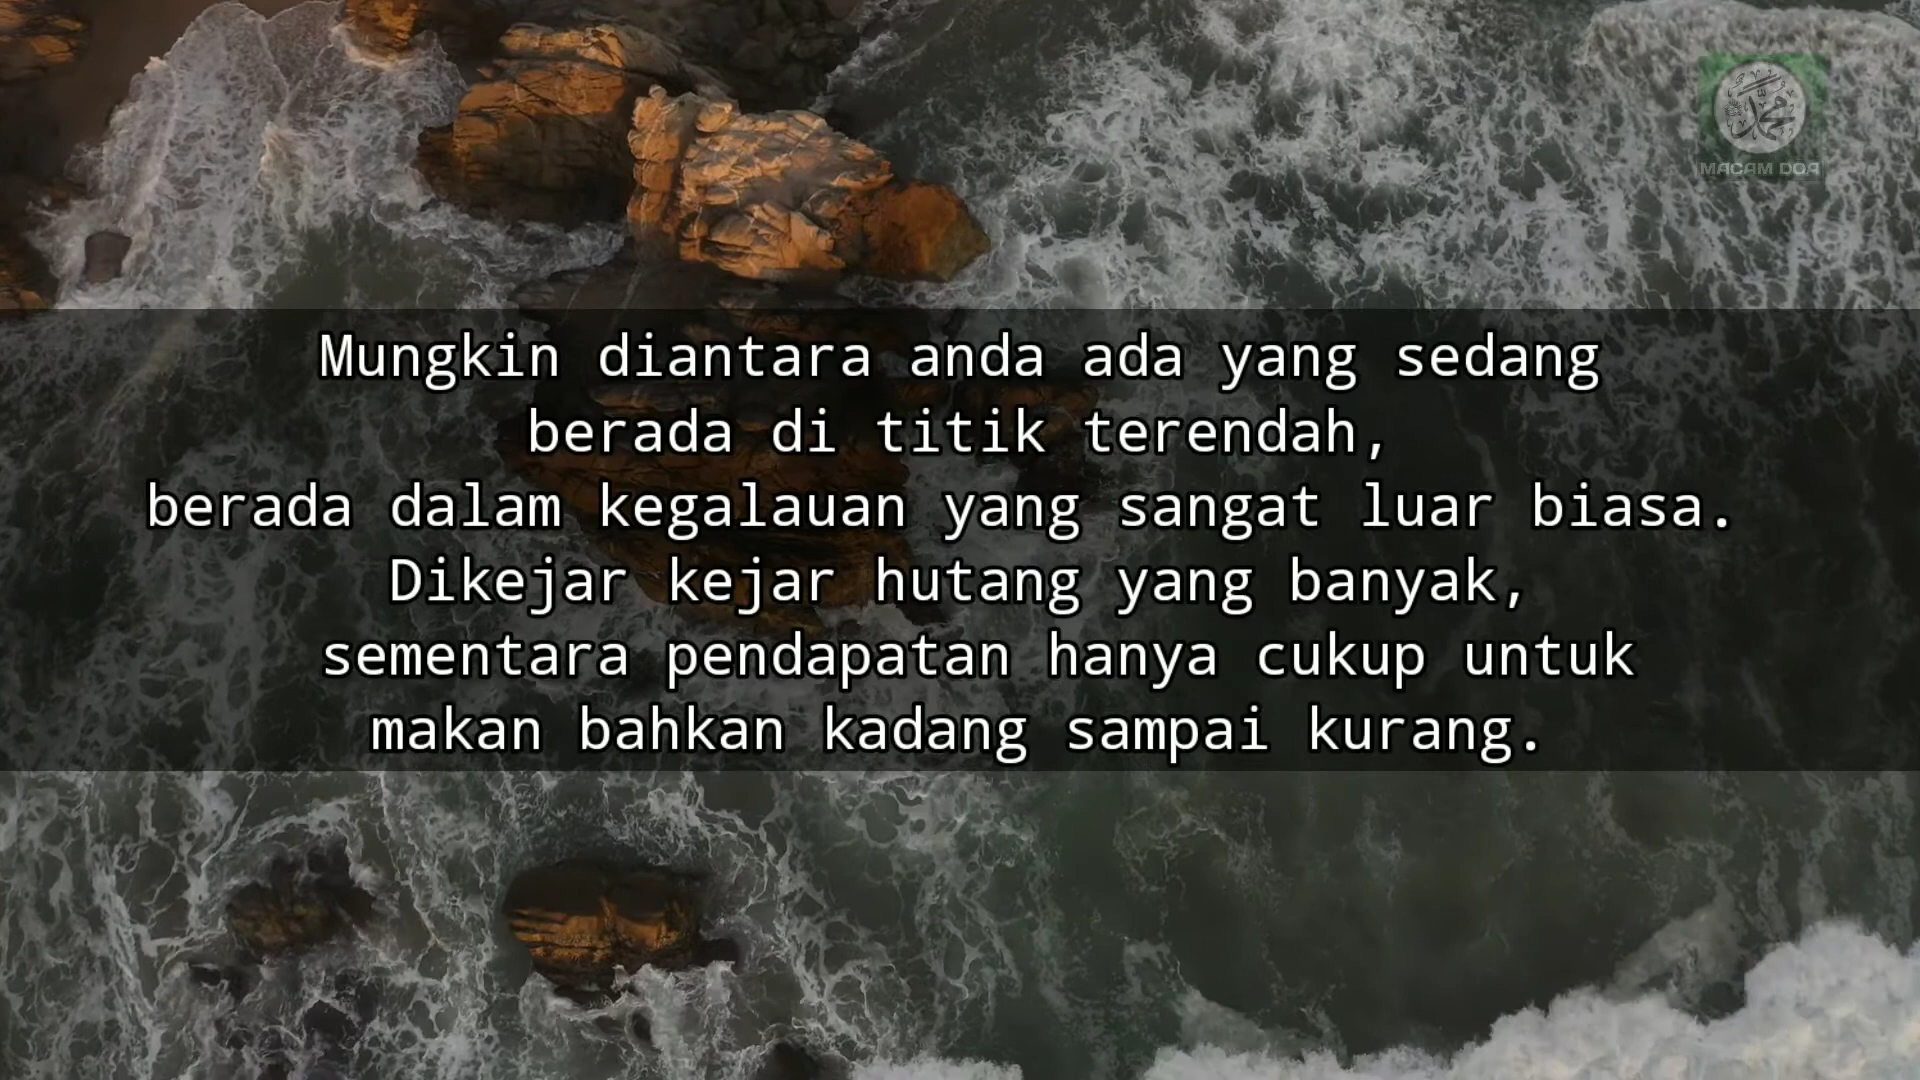 محمد
MACAM DOA
Mungkin diantara anda ada yang sedang
berada di titik terendah,
berada dalam kegalauan yang sangat luar biasa.
Dikejar kejar hutang yang banyak,
sementara pendapatan hanya cukup untuk
makan bahkan kadang sampai kurang.